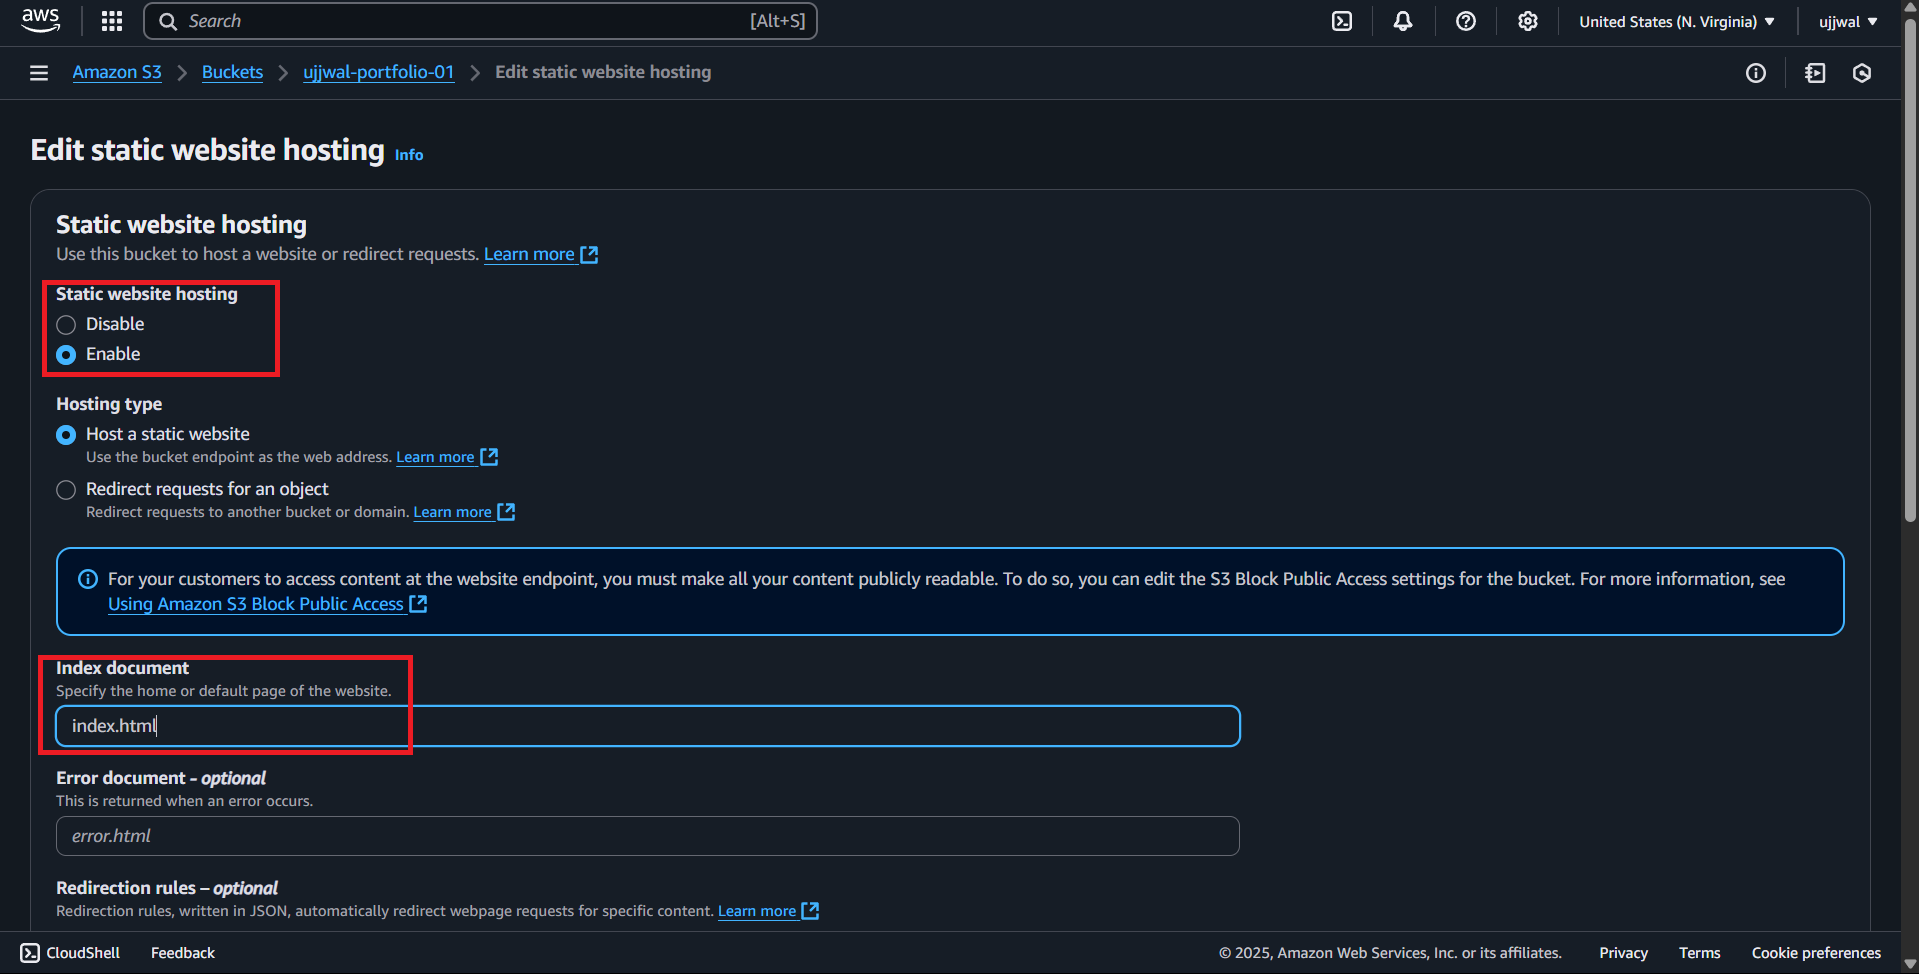 aws Search [Alt+S] United States (N. Virginia) ujjwal
Amazon S3 Buckets ujjwal-portfolio-01 Edit static website hosting
Edit static website hosting Info
Static website hosting
Use this bucket to host a website or redirect requests. Learn more
Static website hosting
Disable
Enable
Hosting type
Host a static website
Use the bucket endpoint as the web address. Learn more
Redirect requests for an object
Redirect requests to another bucket or domain. Learn more
For your customers to access content at the website endpoint, you must make all your content publicly readable. To do so, you can edit the S3 Block Public Access settings for the bucket. For more information, see
Using Amazon S3 Block Public Access
Index document
Specify the home or default page of the website.
index.html
Error document - optional
This is returned when an error occurs.
error.html
Redirection rules – optional
Redirection rules, written in JSON, automatically redirect webpage requests for specific content. Learn more
CloudShell Feedback © 2025, Amazon Web Services, Inc. or its affiliates. Privacy Terms Cookie preferences